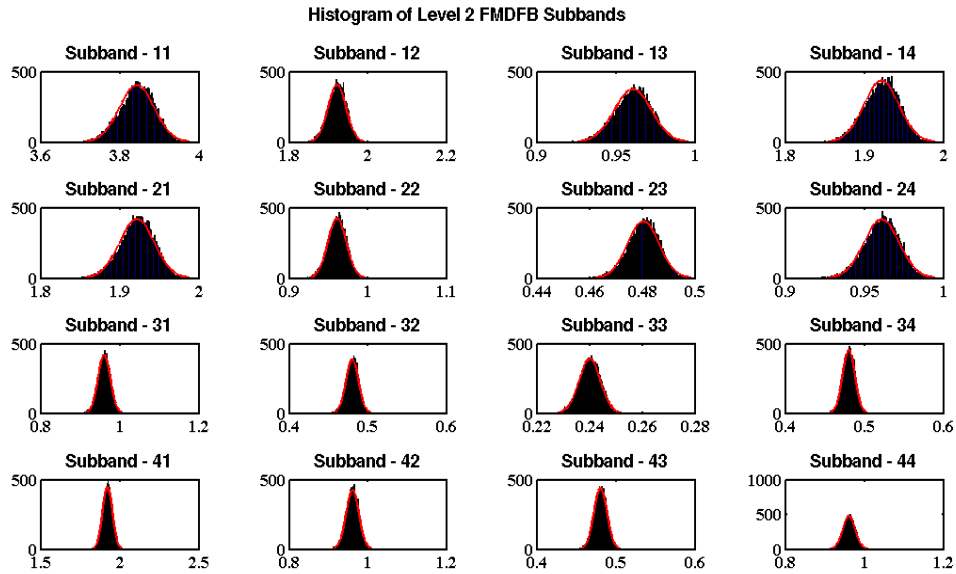 Histogram of Level 2 FMDFB Subbands
Subband - 11 Subband - 12 Subband - 13 Subband - 14
500 500 500 500
0 0 0 0
3.6 3.8 4 1.8 2 2.2 0.9 0.95 1 1.8 1.9 2
Subband - 21 Subband - 22 Subband - 23 Subband - 24
500 500 500 500
0 0 0 0
1.8 1.9 2 0.9 1 1.1 0.44 0.46 0.48 0.5 0.9 0.95 1
Subband - 31 Subband - 32 Subband - 33 Subband - 34
500 500 500 500
0 0 0 0
0.8 1 1.2 0.4 0.5 0.6 0.22 0.24 0.26 0.28 0.4 0.5 0.6
Subband - 41 Subband - 42 Subband - 43 Subband - 44
500 500 500 1000
500
0 0 0 0
1.5 2 2.5 0.8 1 1.2 0.4 0.5 0.6 0.8 1 1.2